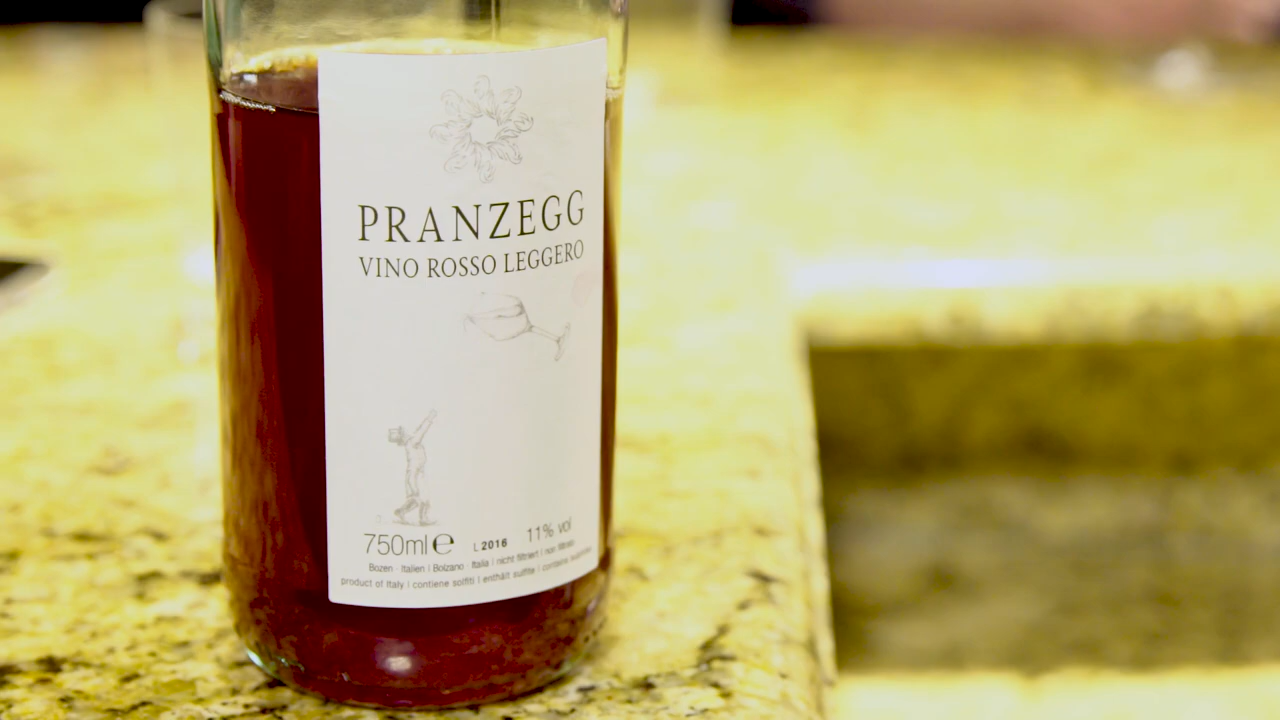 PRANZEGG
VINO ROSSO LEGGERO
750ml ℮ L 2016 11% vol
Bozen - Italien | Bolzano Italia | nicht filtriert | non filtrato
product of Italy | contiene solfiti | enthält sulfite | contains